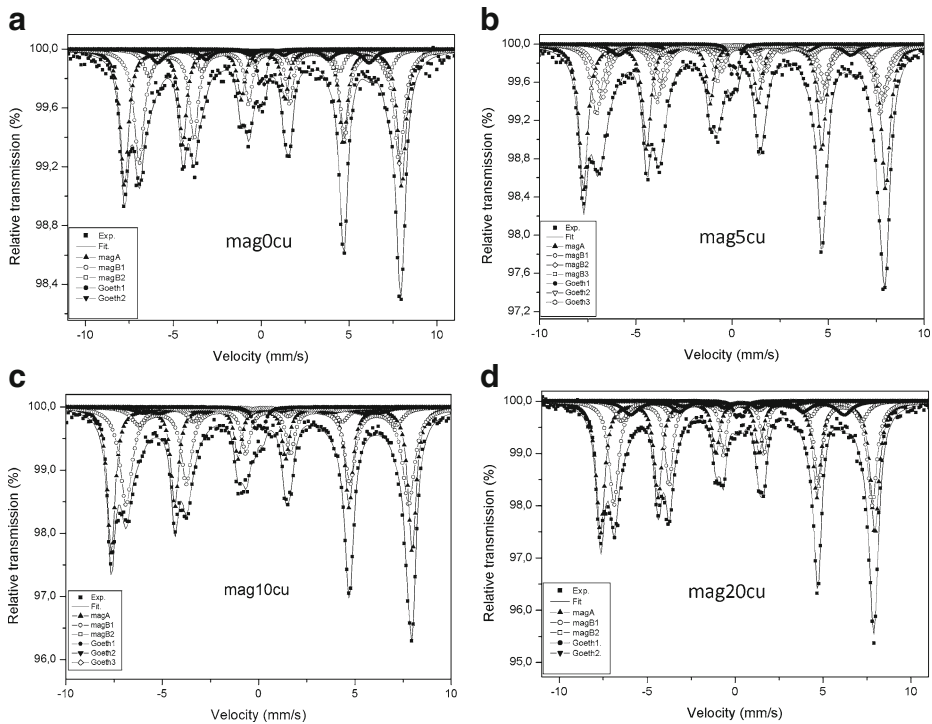 a
100,0
99,6
99,2
98,8
98,4
Relative transmission (%)
mag0cu
Exp.
Fit.
magA
magB1
magB2
Goeth1
Goeth2
-10 -5 0 5 10
Velocity (mm/s)
b
100,0
99,6
99,2
98,8
98,4
98,0
97,6
97,2
Relative transmission (%)
mag5cu
Exp.
Fit
magA
magB1
magB2
magB3
Goeth1
Goeth2
Goeth3
-10 -5 0 5 10
Velocity (mm/s)
c
100,0
99,0
98,0
97,0
96,0
Relative transmission (%)
mag10cu
Exp.
Fit.
magA
magB1
magB2
Goeth1
Goeth2
Goeth3
-10 -5 0 5 10
Velocity (mm/s)
d
100,0
99,0
98,0
97,0
96,0
95,0
Relative transmission (%)
mag20cu
Exp.
Fit
magA
magB1
magB2
Goeth1.
Goeth2.
-10 -5 0 5 10
Velocity (mm/s)